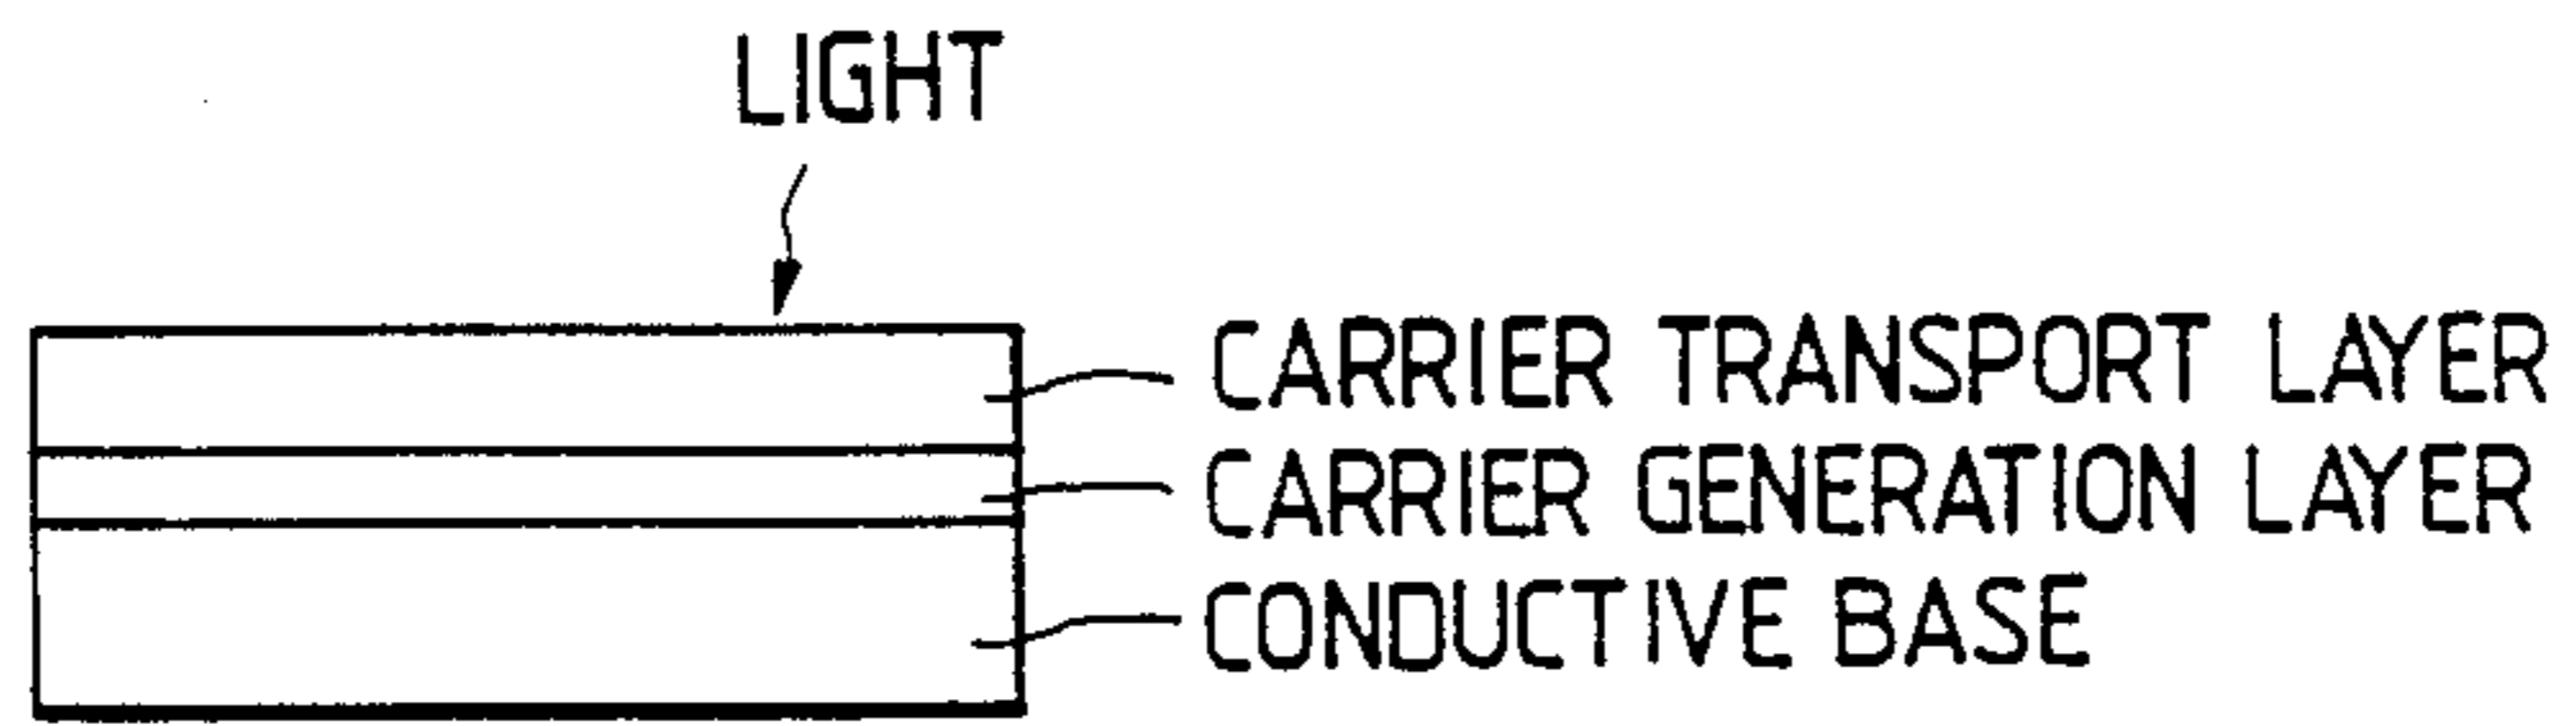 LIGHT
CARRIER TRANSPORT LAYER
CARRIER GENERATION LAYER
CONDUCTIVE BASE